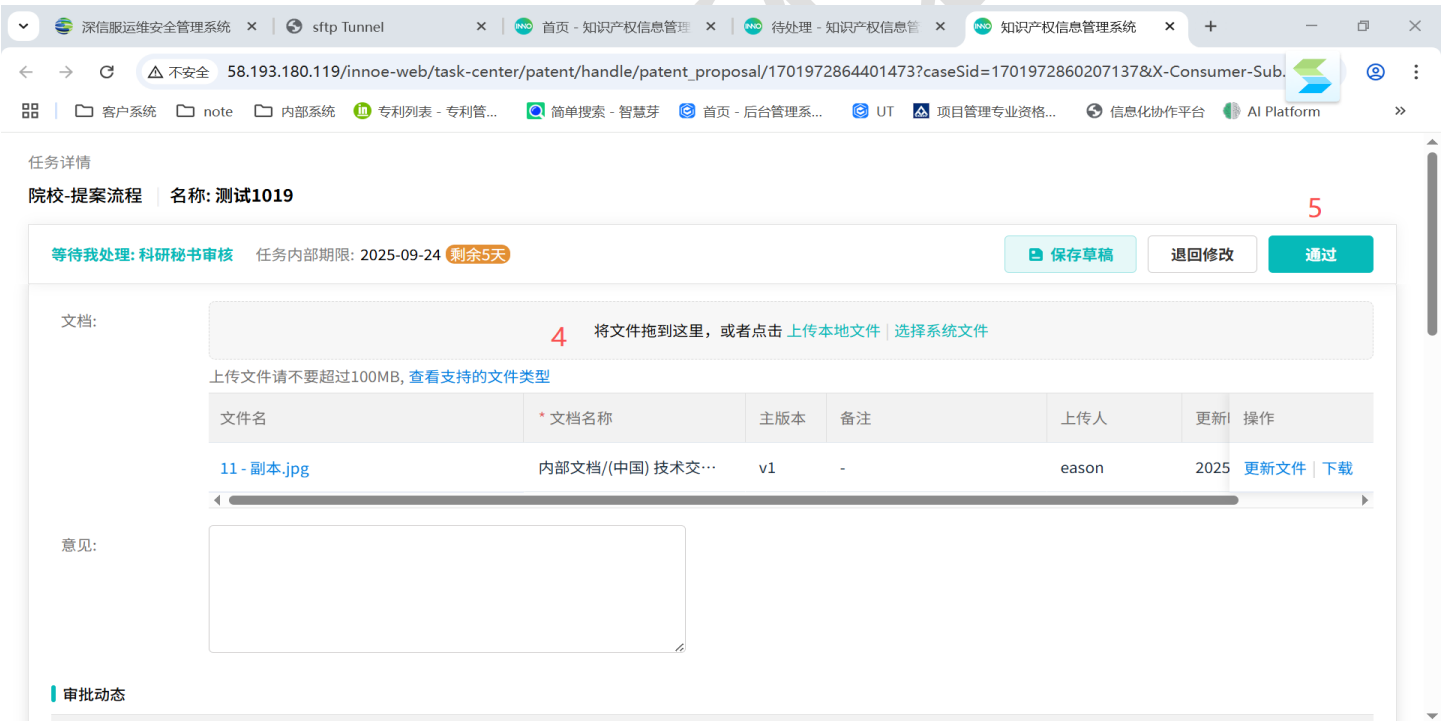 深信服运维安全管理系统
sftp Tunnel
首页 - 知识产权信息管理
待处理 - 知识产权信息管
知识产权信息管理系统
不安全 58.193.180.119/innoe-web/task-center/patent/handle/patent_proposal/1701972864401473?caseSid=1701972860207137&X-Consumer-Sub.
客户系统 note 内部系统 专利列表 - 专利管... 简单搜索 - 智慧芽 首页 - 后台管理系... UT 项目管理专业资格... 信息化协作平台 AI Platform »
任务详情
院校-提案流程 名称: 测试1019
5
等待我处理: 科研秘书审核 任务内部期限: 2025-09-24 剩余5天 保存草稿 退回修改 通过
文档:
4 将文件拖到这里，或者点击 上传本地文件 | 选择系统文件
上传文件请不要超过100MB, 查看支持的文件类型
文件名 * 文档名称 主版本 备注 上传人 更新 操作
11 - 副本.jpg 内部文档/(中国) 技术交… v1 - eason 2025 更新文件 | 下载
意见:
审批动态